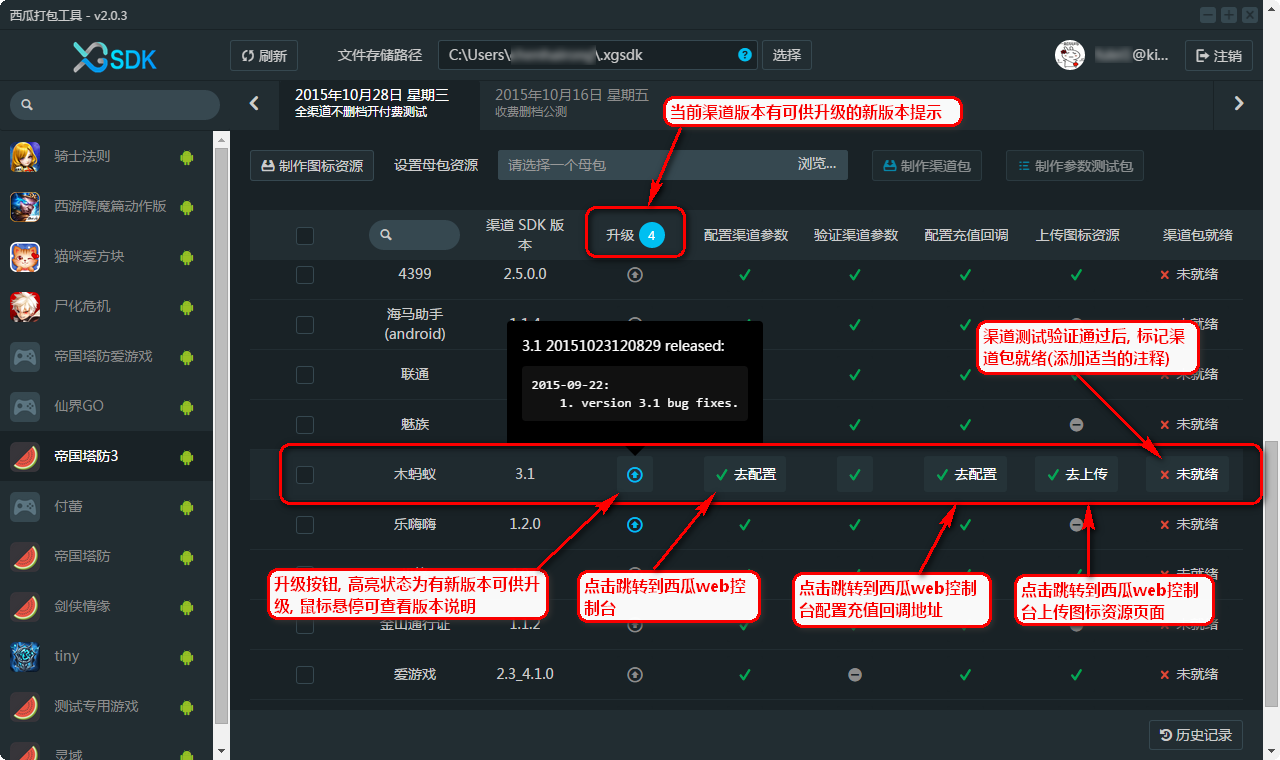 西瓜打包工具 - v2.0.3
XGSDK
刷新
文件存储路径
C:\Users\
\.xgsdk
选择
@ki...
注销
2015年10月28日 星期三
全渠道不删档开付费测试
2015年10月16日 星期五
收费删档公测
当前渠道版本有可供升级的新版本提示
骑士法则
西游降魔篇动作版
猫咪爱方块
尸化危机
帝国塔防爱游戏
仙界GO
帝国塔防3
付蕾
帝国塔防
剑侠情缘
tiny
测试专用游戏
灵域
制作图标资源
设置母包资源
请选择一个母包
浏览...
制作渠道包
制作参数测试包
渠道 SDK 版
本
升级 4
配置渠道参数
验证渠道参数
配置充值回调
上传图标资源
渠道包就绪
4399
2.5.0.0
未就绪
海马助手
(android)
3.1 20151023120829 released:
2015-09-22:
1. version 3.1 bug fixes.
渠道测试验证通过后, 标记渠
道包就绪(添加适当的注释)
联通
魅族
未就绪
木蚂蚁
3.1
去配置
去配置
去上传
未就绪
乐嗨嗨
1.2.0
未就绪
升级按钮, 高亮状态为有新版本可供升
级, 鼠标悬停可查看版本说明
点击跳转到西瓜web控
制台
点击跳转到西瓜web控制
台配置充值回调地址
点击跳转到西瓜web控制
台上传图标资源页面
金山通行证
1.1.2
爱游戏
2.3_4.1.0
未就绪
历史记录